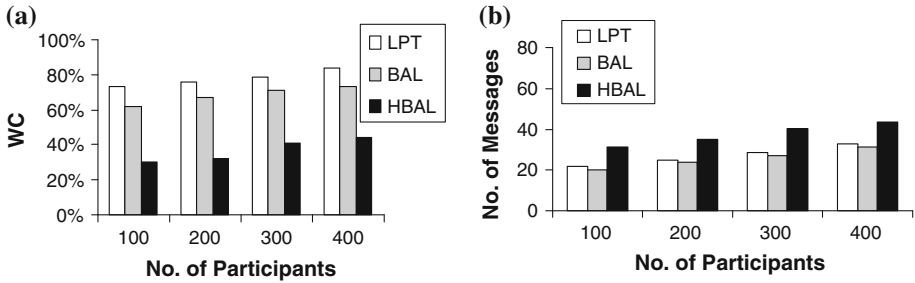 (a)
100%
80%
60%
40%
20%
0%
WC
LPT
BAL
HBAL
100 200 300 400
No. of Participants
(b)
80
60
40
20
0
No. of Messages
LPT
BAL
HBAL
100 200 300 400
No. of Participants